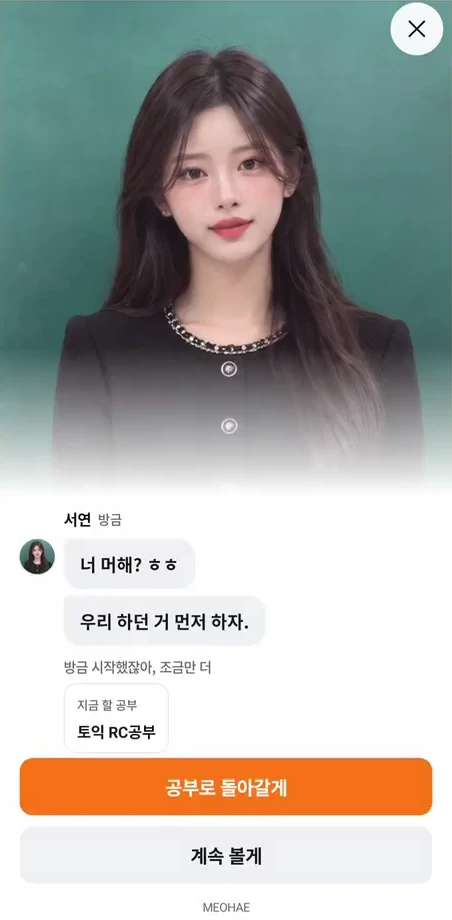 서연 방금
너 머해? ㅎㅎ
우리 하던 거 먼저 하자.
방금 시작했잖아, 조금만 더
지금 할 공부
토익 RC공부
공부로 돌아갈게
계속 볼게
MEOHAE